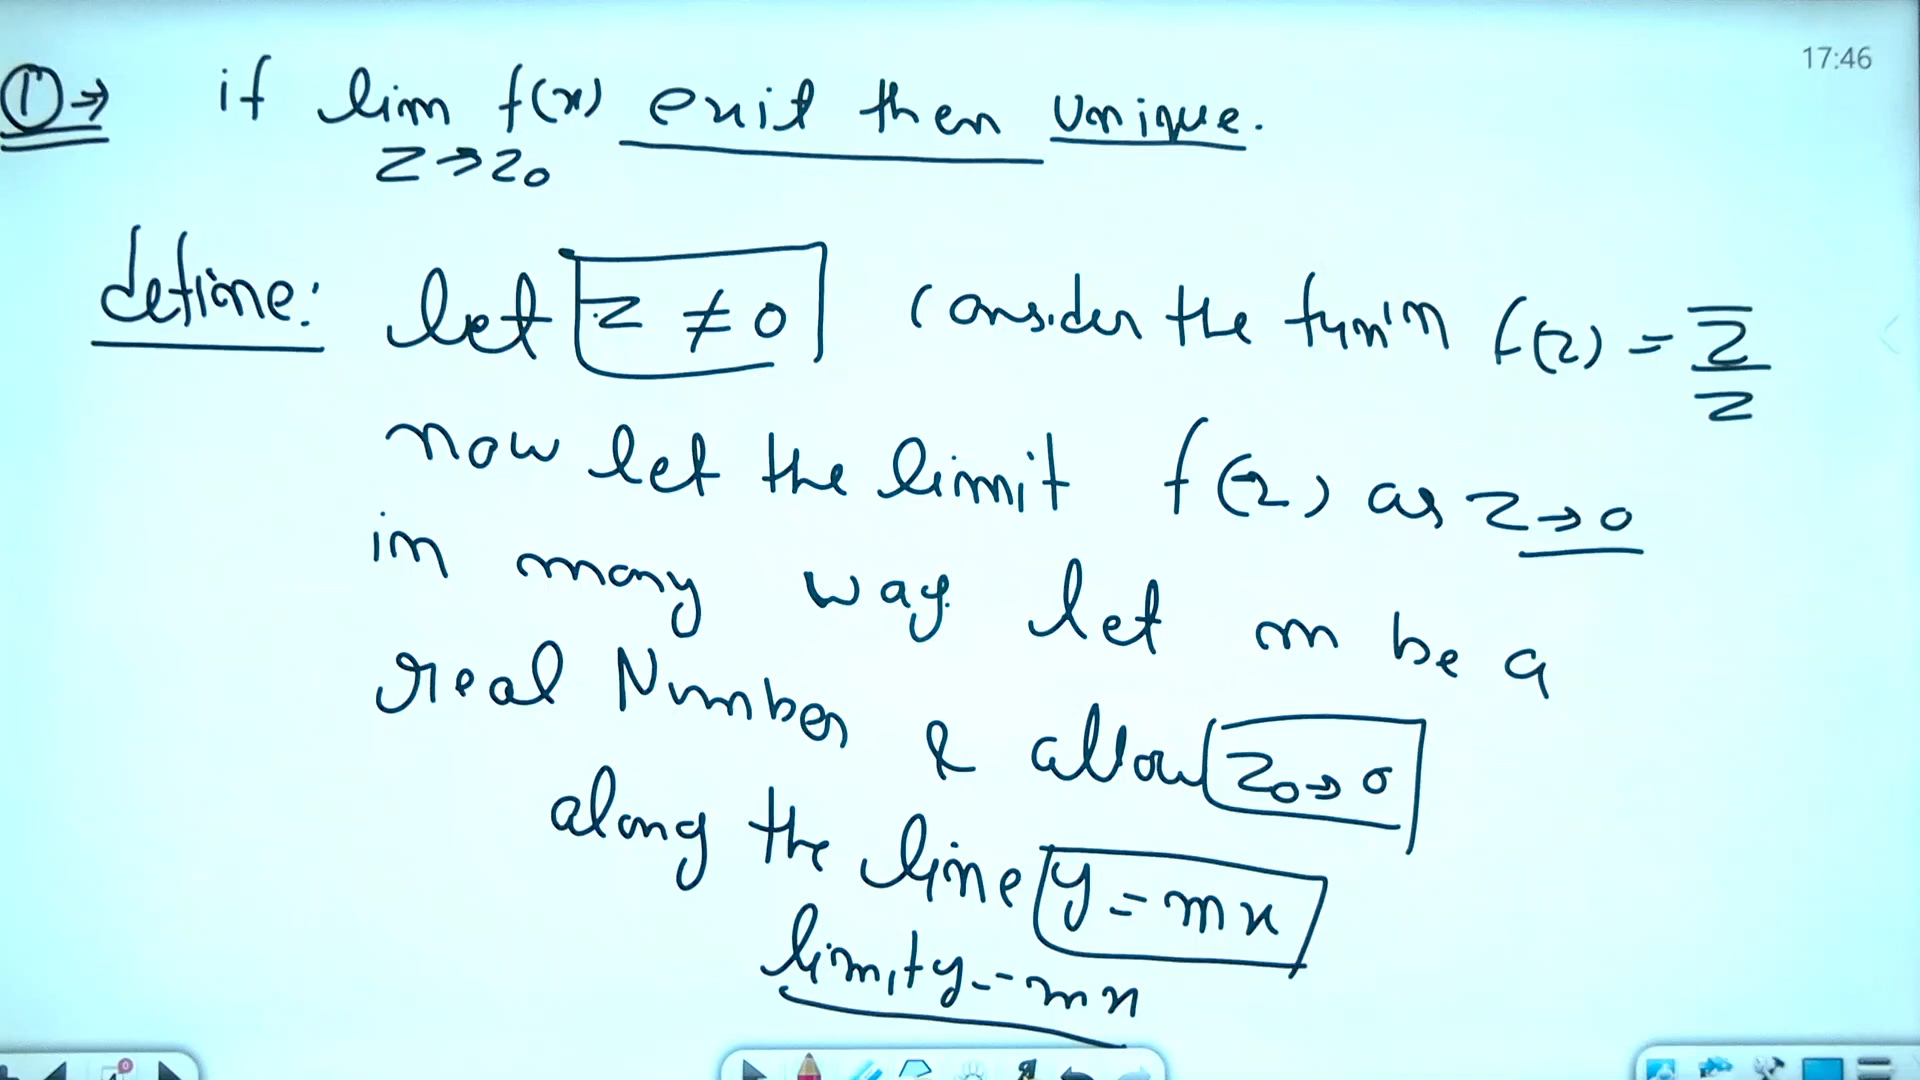 17:46
① → if lim f(x) exit then unique.
z→z0
define: let z ≠ 0 consider the fun'n f(z) = z̅/z
now let the limit f(z) as z→0
in many way let m be a
real Number & allow z0→0
along the line y = mx
limity = mx